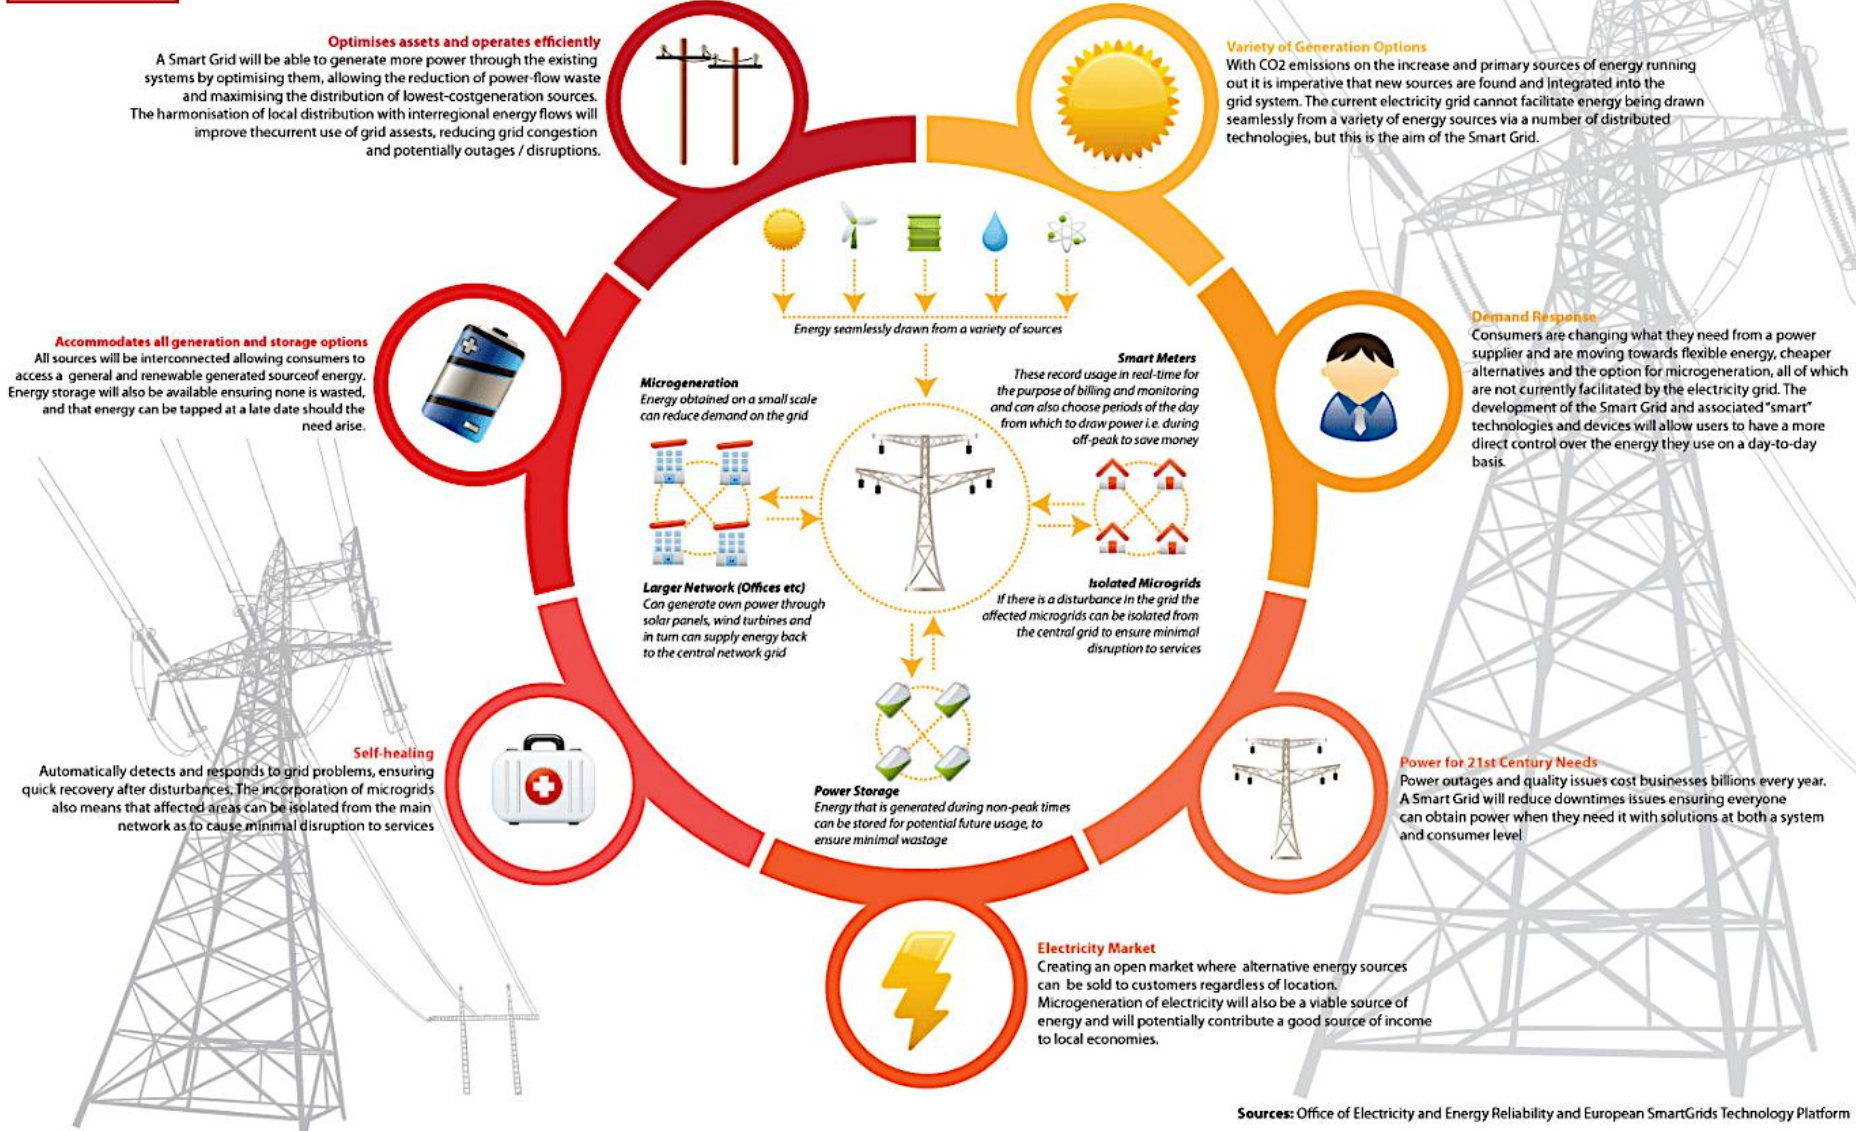 Optimises assets and operates efficiently
A Smart Grid will be able to generate more power through the existing
systems by optimising them, allowing the reduction of power-flow waste
and maximising the distribution of lowest-costgeneration sources.
The harmonisation of local distribution with interregional energy flows will
improve thecurrent use of grid assests, reducing grid congestion
and potentially outages / disruptions.
Variety of Generation Options
With CO2 emissions on the increase and primary sources of energy running
out it is imperative that new sources are found and integrated into the
grid system. The current electricity grid cannot facilitate energy being drawn
seamlessly from a variety of energy sources via a number of distributed
technologies, but this is the aim of the Smart Grid.
Accommodates all generation and storage options
All sources will be interconnected allowing consumers to
access a general and renewable generated sourceof energy.
Energy storage will also be available ensuring none is wasted,
and that energy can be tapped at a late date should the
need arise.
Energy seamlessly drawn from a variety of sources
Demand Response
Consumers are changing what they need from a power
supplier and are moving towards flexible energy, cheaper
alternatives and the option for microgeneration, all of which
are not currently facilitated by the electricity grid. The
development of the Smart Grid and associated "smart"
technologies and devices will allow users to have a more
direct control over the energy they use on a day-to-day
basis.
Microgeneration
Energy obtained on a small scale
can reduce demand on the grid
Smart Meters
These record usage in real-time for
the purpose of billing and monitoring
and can also choose periods of the day
from which to draw power i.e. during
off-peak to save money
Larger Network (Offices etc)
Can generate own power through
solar panels, wind turbines and
in turn can supply energy back
to the central network grid
Isolated Microgrids
If there is a disturbance in the grid the
affected microgrids can be isolated from
the central grid to ensure minimal
disruption to services
Self-healing
Automatically detects and responds to grid problems, ensuring
quick recovery after disturbances. The incorporation of microgrids
also means that affected areas can be isolated from the main
network as to cause minimal disruption to services
Power Storage
Energy that is generated during non-peak times
can be stored for potential future usage, to
ensure minimal wastage
Power for 21st Century Needs
Power outages and quality issues cost businesses billions every year.
A Smart Grid will reduce downtimes issues ensuring everyone
can obtain power when they need it with solutions at both a system
and consumer level
Electricity Market
Creating an open market where alternative energy sources
can be sold to customers regardless of location.
Microgeneration of electricity will also be a viable source of
energy and will potentially contribute a good source of income
to local economies.
Sources: Office of Electricity and Energy Reliability and European SmartGrids Technology Platform